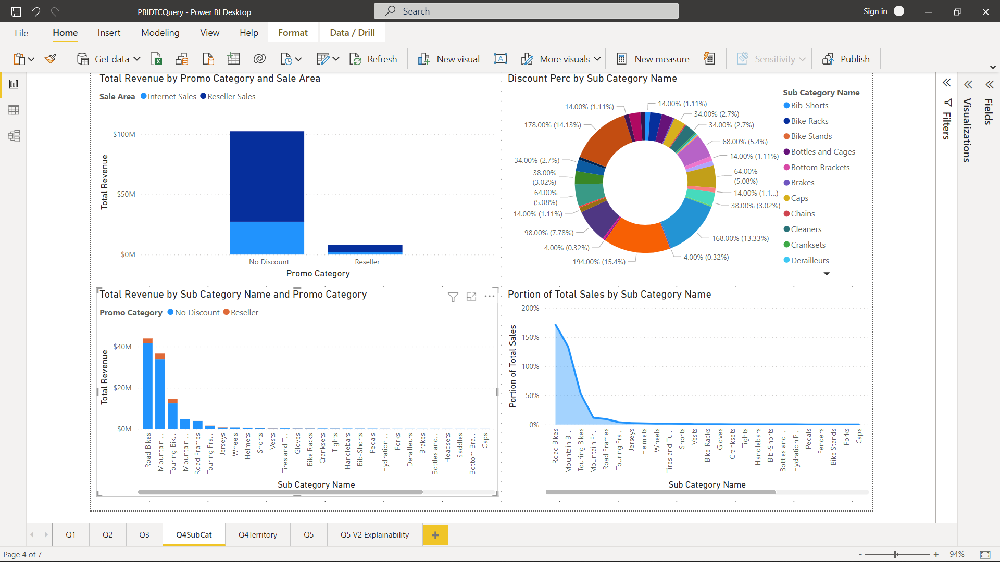 PBIDTCQuery - Power BI Desktop
Search
Sign in
File
Home
Insert
Modeling
View
Help
Format
Data / Drill
Get data
Refresh
New visual
More visuals
New measure
Sensitivity
Publish
Total Revenue by Promo Category and Sale Area
Sale Area Internet Sales Reseller Sales
Total Revenue
$100M
$50M
$0M
No Discount
Reseller
Promo Category
Discount Perc by Sub Category Name
14.00% (1.11%)
14.00% (1.11%)
34.00% (2.7%)
178.00% (14.13%)
34.00% (2.7%)
68.00% (5.4%)
34.00% (2.7%)
14.00% (1.11%)
38.00%
(3.02%)
64.00%
(5.08%)
64.00%
(5.08%)
14.00% (1.1...)
14.00% (1.11%)
38.00% (3.02%)
98.00% (7.78%)
168.00% (13.33%)
4.00% (0.32%)
4.00% (0.32%)
194.00% (15.4%)
Sub Category Name
Bib-Shorts
Bike Racks
Bike Stands
Bottles and Cages
Bottom Brackets
Brakes
Caps
Chains
Cleaners
Cranksets
Derailleurs
Filters
Visualizations
Fields
Total Revenue by Sub Category Name and Promo Category
Promo Category No Discount Reseller
Total Revenue
$40M
$20M
$0M
Road Bikes
Mountain ...
Touring Bik...
Mountain ...
Road Frames
Touring Fra...
Jerseys
Wheels
Helmets
Shorts
Vests
Tires and T...
Gloves
Bike Racks
Cranksets
Tights
Handlebars
Bib-Shorts
Pedals
Hydration ...
Forks
Derailleurs
Brakes
Bottles and...
Headsets
Saddles
Bottom Bra...
Caps
Sub Category Name
Portion of Total Sales by Sub Category Name
Portion of Total Sales
200%
150%
100%
50%
0%
Road Bikes
Mountain Bi...
Touring Bikes
Mountain Fr...
Road Frames
Touring Fra...
Jerseys
Helmets
Wheels
Tires and Tu...
Shorts
Vests
Bike Racks
Gloves
Cranksets
Tights
Handlebars
Bib-Shorts
Bottles and ...
Hydration P...
Pedals
Fenders
Bike Stands
Forks
Caps
Sub Category Name
Q1
Q2
Q3
Q4SubCat
Q4Territory
Q5
Q5 V2 Explainability
Page 4 of 7
94%